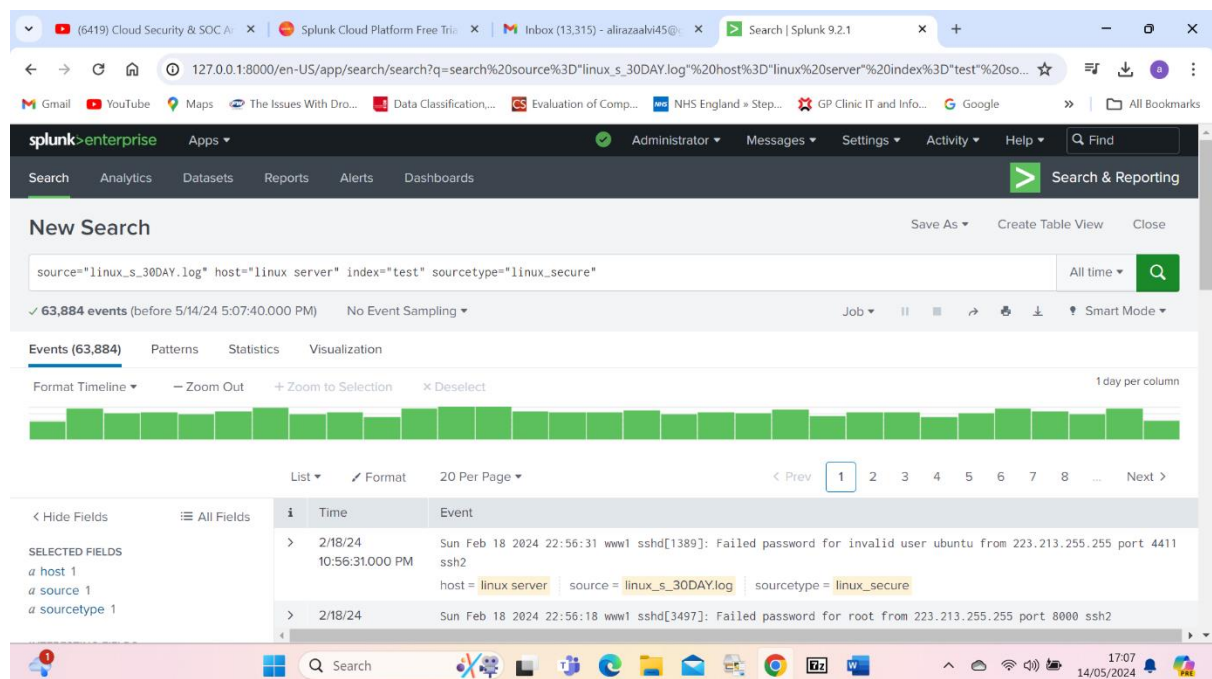 (6419) Cloud Security & SOC A
Splunk Cloud Platform Free Tria
Inbox (13,315) - alirazaalvi45@
Search | Splunk 9.2.1
127.0.0.1:8000/en-US/app/search/search?q=search%20source%3D"linux_s_30DAY.log"%20host%3D"linux%20server"%20index%3D"test"%20so...
a
Gmail YouTube Maps The Issues With Dro... Data Classification,... Evaluation of Comp... NHS England » Step... GP Clinic IT and Info... Google » All Bookmarks
splunk>enterprise Apps Administrator Messages Settings Activity Help Find
Search Analytics Datasets Reports Alerts Dashboards Search & Reporting
New Search Save As Create Table View Close
source="linux_s_30DAY.log" host="linux server" index="test" sourcetype="linux_secure" All time
✓ 63,884 events (before 5/14/24 5:07:40.000 PM) No Event Sampling Job Smart Mode
Events (63,884) Patterns Statistics Visualization
Format Timeline − Zoom Out + Zoom to Selection × Deselect 1 day per column
List Format 20 Per Page < Prev 1 2 3 4 5 6 7 8 ... Next >
< Hide Fields All Fields i Time Event
SELECTED FIELDS
a host 1
a source 1
a sourcetype 1
> 2/18/24
10:56:31.000 PM
Sun Feb 18 2024 22:56:31 www1 sshd[1389]: Failed password for invalid user ubuntu from 223.213.255.255 port 4411
ssh2
host = linux server source = linux_s_30DAY.log sourcetype = linux_secure
> 2/18/24 Sun Feb 18 2024 22:56:18 www1 sshd[3497]: Failed password for root from 223.213.255.255 port 8000 ssh2
1
Search
17:07
14/05/2024
PRE